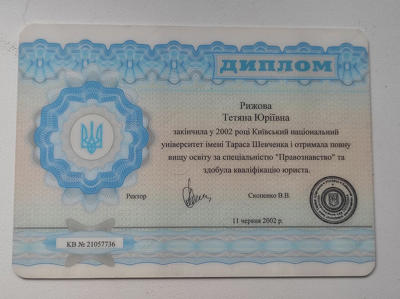 ДИПЛОМ
Рижова
Тетяна Юріївна
закінчила у 2002 році Київський національний
університет імені Тараса Шевченка і отримала повну
вищу освіту за спеціальністю "Правознавство" та
здобула кваліфікацію юриста.
Ректор Скопенко В.В.
11 червня 2002 р.
КВ № 21057736